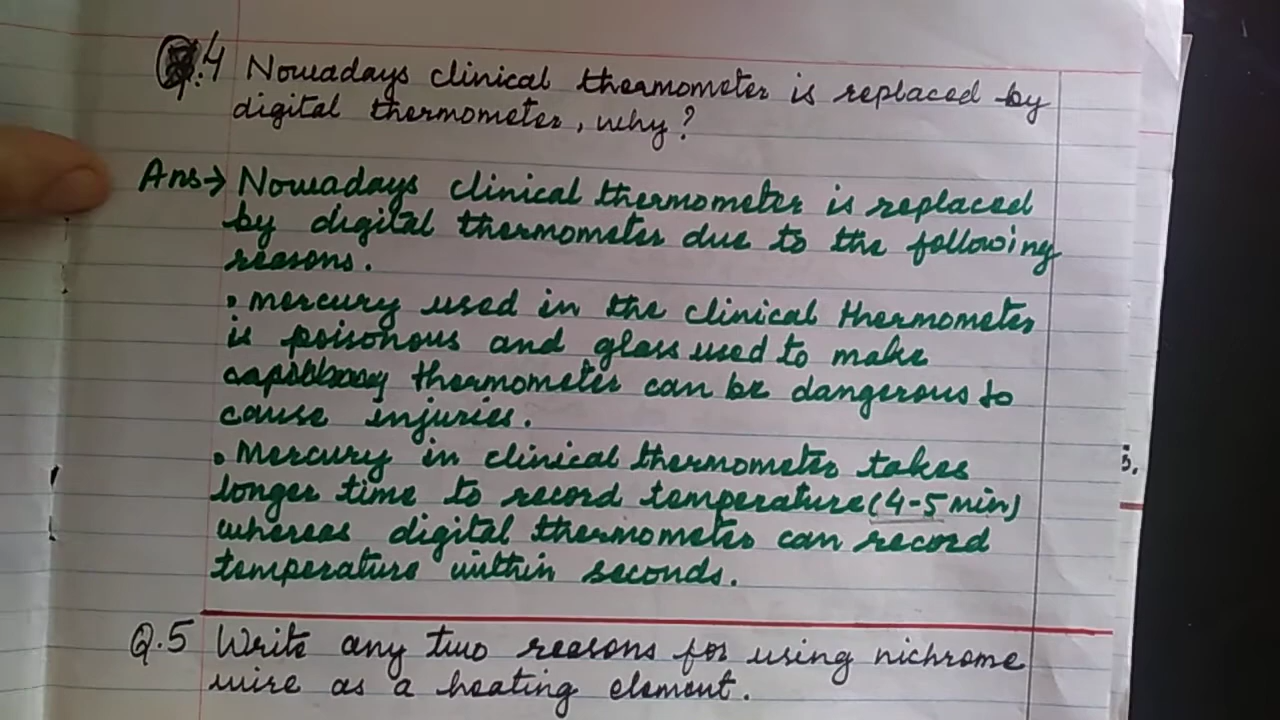 Q.4 Nowadays clinical thermometer is replaced by
digital thermometer, why?
Ans→ Nowadays clinical thermometer is replaced
by digital thermometer due to the following
reasons.
• Mercury used in the clinical thermometer
is poisonous and glass used to make
capillary thermometer can be dangerous to
cause injuries.
• Mercury in clinical thermometer takes
longer time to record temperature (4-5 min)
whereas digital thermometer can record
temperature within seconds.
Q.5 Write any two reasons for using nichrome
wire as a heating element.